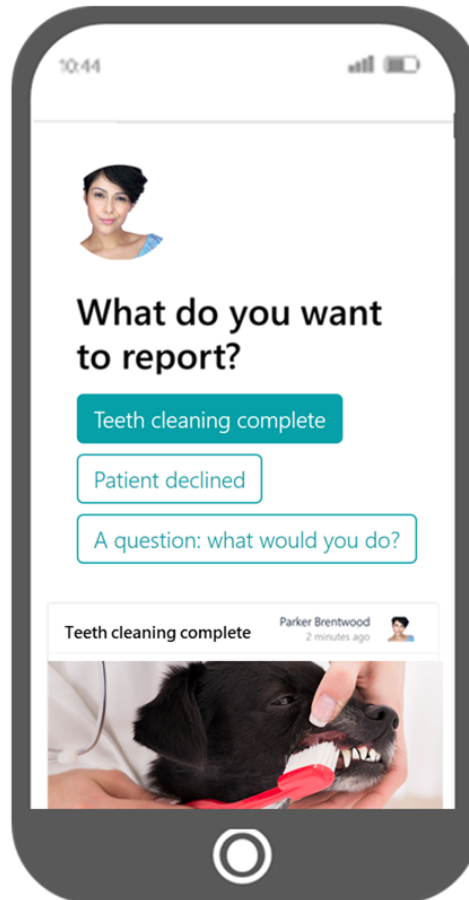 10:44
What do you want
to report?
Teeth cleaning complete
Patient declined
A question: what would you do?
Teeth cleaning complete
Parker Brentwood
2 minutes ago